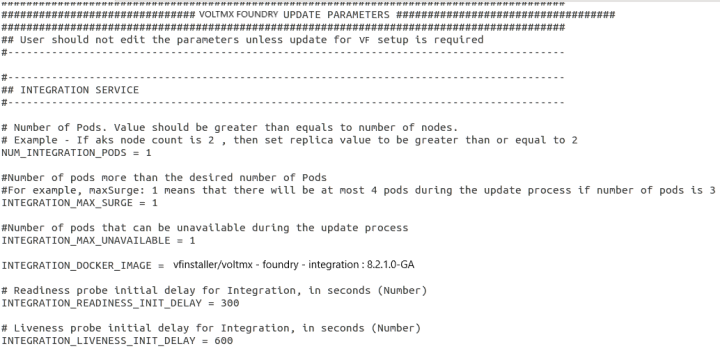 ##########################################################################################
############################### VOLTMX FOUNDRY UPDATE PARAMETERS ###################################
##########################################################################################
## User should not edit the parameters unless update for VF setup is required
#-----------------------------------------------------------------------------------------
#-----------------------------------------------------------------------------------------
## INTEGRATION SERVICE
#-----------------------------------------------------------------------------------------
# Number of Pods. Value should be greater than equals to number of nodes.
# Example - If aks node count is 2 , then set replica value to be greater than or equal to 2
NUM_INTEGRATION_PODS = 1
#Number of pods more than the desired number of Pods
#For example, maxSurge: 1 means that there will be at most 4 pods during the update process if number of pods is 3
INTEGRATION_MAX_SURGE = 1
#Number of pods that can be unavailable during the update process
INTEGRATION_MAX_UNAVAILABLE = 1
INTEGRATION_DOCKER_IMAGE = vfinstaller/voltmx - foundry - integration : 8.2.1.0-GA
# Readiness probe initial delay for Integration, in seconds (Number)
INTEGRATION_READINESS_INIT_DELAY = 300
# Liveness probe initial delay for Integration, in seconds (Number)
INTEGRATION_LIVENESS_INIT_DELAY = 600